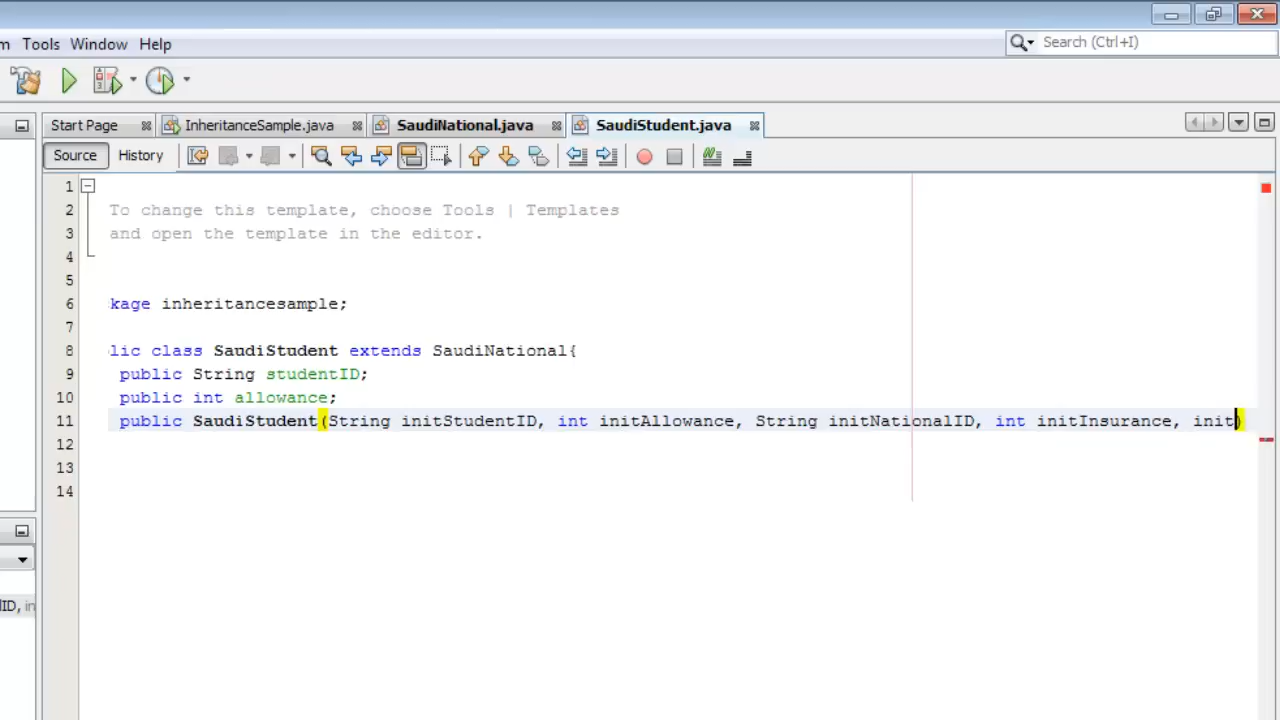 m Tools Window Help
Search (Ctrl+I)
Start Page InheritanceSample.java SaudiNational.java SaudiStudent.java
Source History
1
2 To change this template, choose Tools | Templates
3 and open the template in the editor.
4
5
6 kage inheritancesample;
7
8 lic class SaudiStudent extends SaudiNational{
9 public String studentID;
10 public int allowance;
11 public SaudiStudent(String initStudentID, int initAllowance, String initNationalID, int initInsurance, init)
12
13
14
ID, in